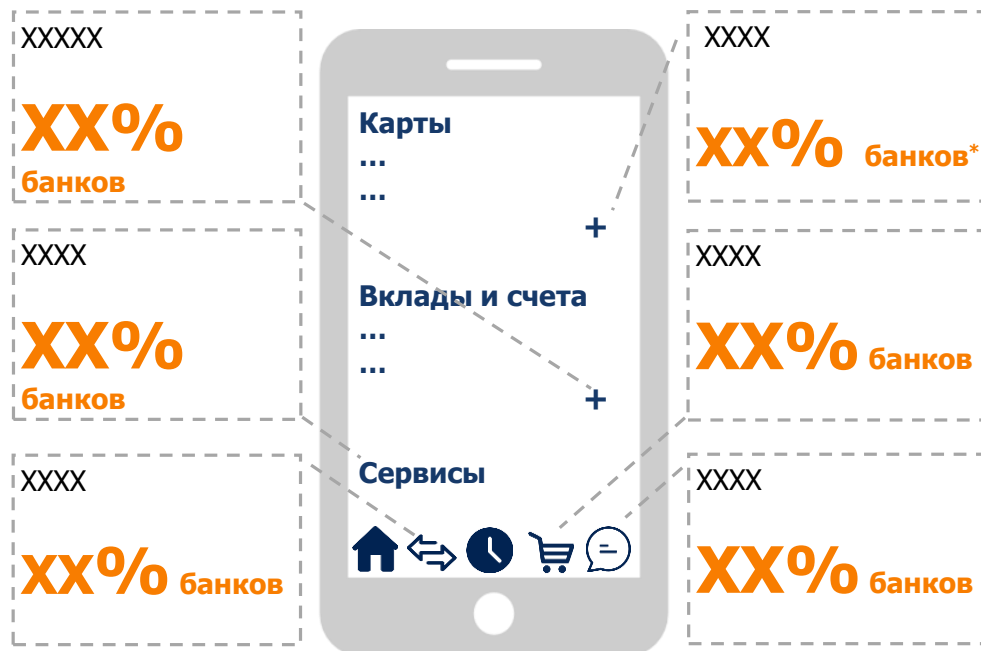 XXXXX
XX%
банков
XXXX
XX%
банков
XXXX
XX% банков
Карты
...
...
+
Вклады и счета
...
...
+
Сервисы
XXXX
XX% банков*
XXXX
XX% банков
XXXX
XX% банков